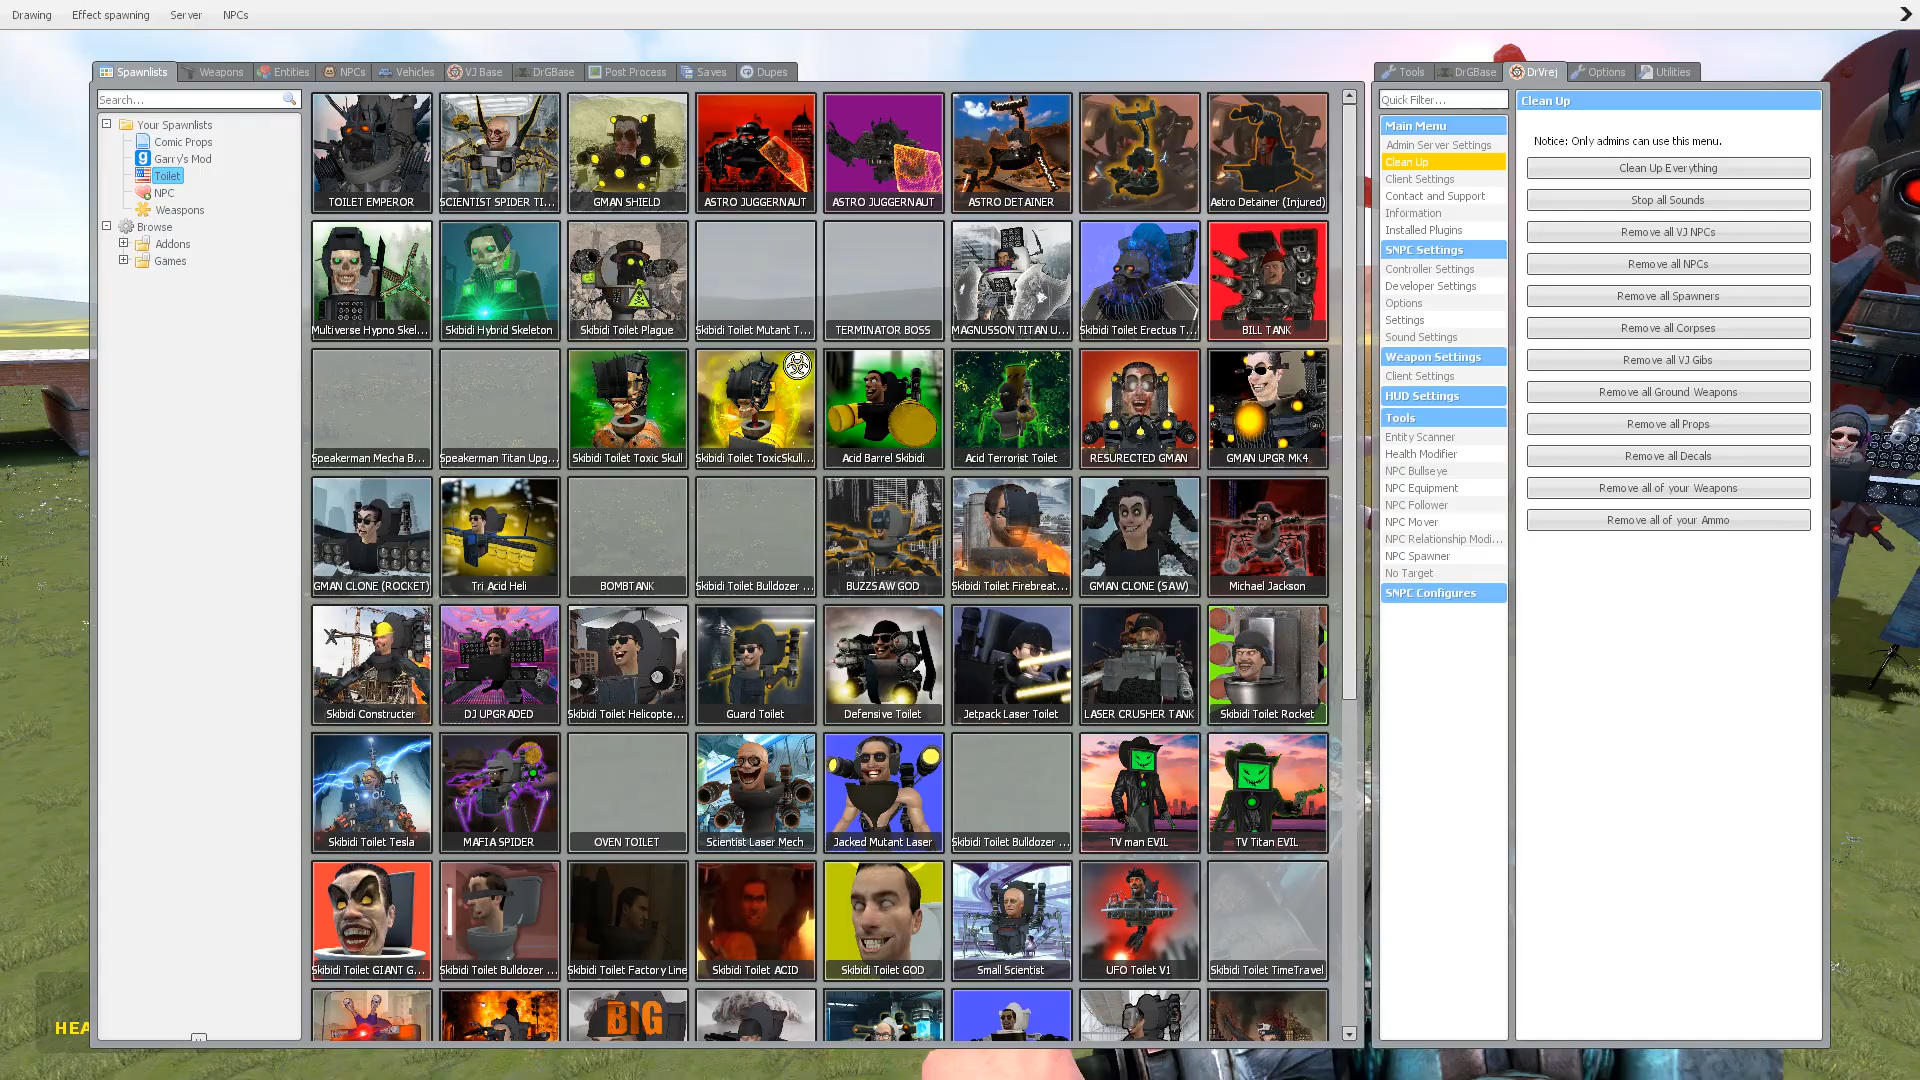 Drawing Effect spawning Server NPCs
Spawnlists Weapons Entities NPCs Vehicles VJ Base DrGBase Post Process Saves Dupes
Search...
Your Spawnlists
Comic Props
Garry's Mod
Toilet
NPC
Weapons
Browse
Addons
Games
TOILET EMPEROR SCIENTIST SPIDER TI... GMAN SHIELD ASTRO JUGGERNAUT ASTRO JUGGERNAUT ASTRO DETAINER Astro Detainer (Injured)
Multiverse Hypno Skel... Skibidi Hybrid Skeleton Skibidi Toilet Plague Skibidi Toilet Mutant T... TERMINATOR BOSS MAGNUSSON TITAN U... Skibidi Toilet Erectus T... BILL TANK
Speakerman Mecha B... Speakerman Titan Upg... Skibidi Toilet Toxic Skull Skibidi Toilet ToxicSkull... Acid Barrel Skibidi Acid Terrorist Toilet RESURECTED GMAN GMAN UPGR MK4
GMAN CLONE (ROCKET) Tri Acid Heli BOMBTANK Skibidi Toilet Bulldozer ... BUZZSAW GOD Skibidi Toilet Firebreat... GMAN CLONE (SAW) Michael Jackson
Skibidi Constructer DJ UPGRADED Skibidi Toilet Helicopte... Guard Toilet Defensive Toilet Jetpack Laser Toilet LASER CRUSHER TANK Skibidi Toilet Rocket
Skibidi Toilet Tesla MAFIA SPIDER OVEN TOILET Scientist Laser Mech Jacked Mutant Laser Skibidi Toilet Bulldozer ... TV man EVIL TV Titan EVIL
Skibidi Toilet GIANT G... Skibidi Toilet Bulldozer ... Skibidi Toilet Factory Line Skibidi Toilet ACID Skibidi Toilet GOD Small Scientist UFO Toilet V1 Skibidi Toilet TimeTravel
BIG
HEA
Tools DrGBase DrVrej Options Utilities
Quick Filter...
Main Menu
Admin Server Settings
Clean Up
Client Settings
Contact and Support
Information
Installed Plugins
SNPC Settings
Controller Settings
Developer Settings
Options
Settings
Sound Settings
Weapon Settings
Client Settings
HUD Settings
Tools
Entity Scanner
Health Modifier
NPC Bullseye
NPC Equipment
NPC Follower
NPC Mover
NPC Relationship Modi...
NPC Spawner
No Target
SNPC Configures
Clean Up
Notice: Only admins can use this menu.
Clean Up Everything
Stop all Sounds
Remove all VJ NPCs
Remove all NPCs
Remove all Spawners
Remove all Corpses
Remove all VJ Gibs
Remove all Ground Weapons
Remove all Props
Remove all Decals
Remove all of your Weapons
Remove all of your Ammo